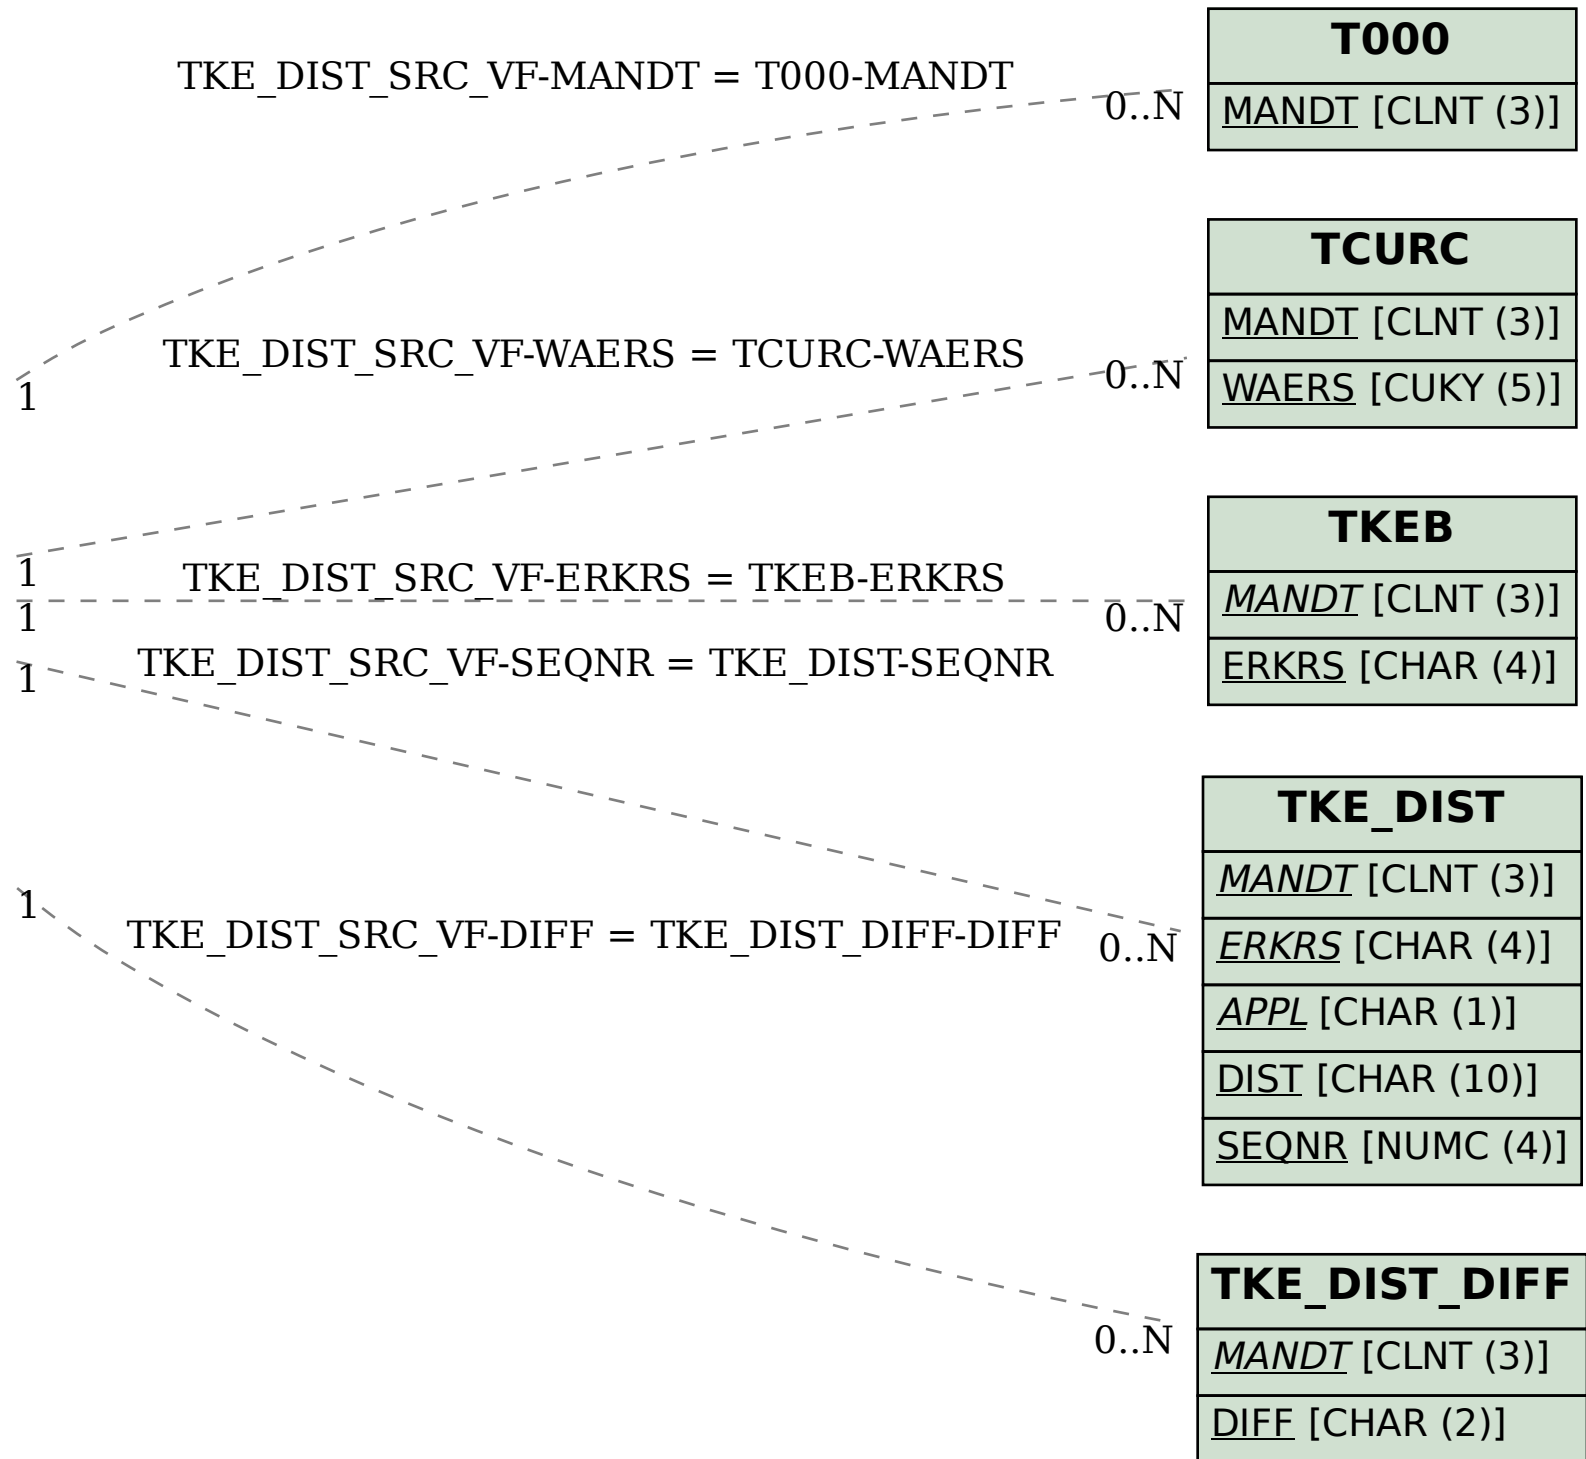 T000
TKE_DIST_SRC_VF-MANDT = T000-MANDT
0..N
MANDT [CLNT (3)]
TCURC
MANDT [CLNT (3)]
TKE_DIST_SRC_VF-WAERS = TCURC-WAERS
0..N
WAERS [CUKY (5)]
1
TKEB
1
TKE_DIST_SRC_VF-ERKRS = TKEB-ERKRS
MANDT [CLNT (3)]
1
0..N
TKE_DIST_SRC_VF-SEQNR = TKE_DIST-SEQNR
ERKRS [CHAR (4)]
1
TKE_DIST
MANDT [CLNT (3)]
1
TKE_DIST_SRC_VF-DIFF = TKE_DIST_DIFF-DIFF
0..N
ERKRS [CHAR (4)]
APPL [CHAR (1)]
DIST [CHAR (10)]
SEQNR [NUMC (4)]
TKE_DIST_DIFF
0..N
MANDT [CLNT (3)]
DIFF [CHAR (2)]